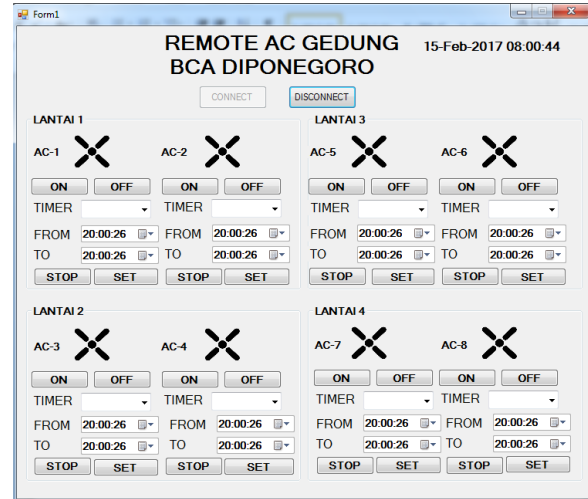 Form1
REMOTE AC GEDUNG
BCA DIPONEGORO
15-Feb-2017 08:00:44
CONNECT DISCONNECT
LANTAI 1
AC-1 AC-2
ON OFF ON OFF
TIMER TIMER
FROM 20:00:26 FROM 20:00:26
TO 20:00:26 TO 20:00:26
STOP SET STOP SET
LANTAI 3
AC-5 AC-6
ON OFF ON OFF
TIMER TIMER
FROM 20:00:26 FROM 20:00:26
TO 20:00:26 TO 20:00:26
STOP SET STOP SET
LANTAI 2
AC-3 AC-4
ON OFF ON OFF
TIMER TIMER
FROM 20:00:26 FROM 20:00:26
TO 20:00:26 TO 20:00:26
STOP SET STOP SET
LANTAI 4
AC-7 AC-8
ON OFF ON OFF
TIMER TIMER
FROM 20:00:26 FROM 20:00:26
TO 20:00:26 TO 20:00:26
STOP SET STOP SET